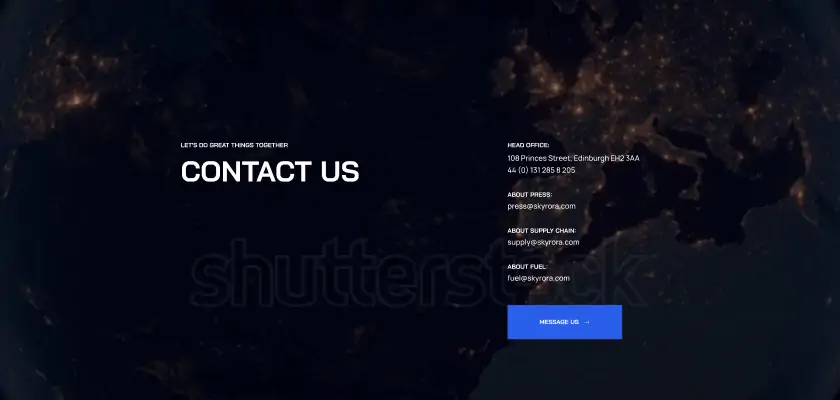 LET'S DO GREAT THINGS TOGETHER
CONTACT US
HEAD OFFICE:
108 Princes Street, Edinburgh EH2 3AA
44 (0) 131 285 8 205
ABOUT PRESS:
press@skyrora.com
ABOUT SUPPLY CHAIN:
supply@skyrora.com
ABOUT FUEL:
fuel@skyrora.com
MESSAGE US →
shutterstock